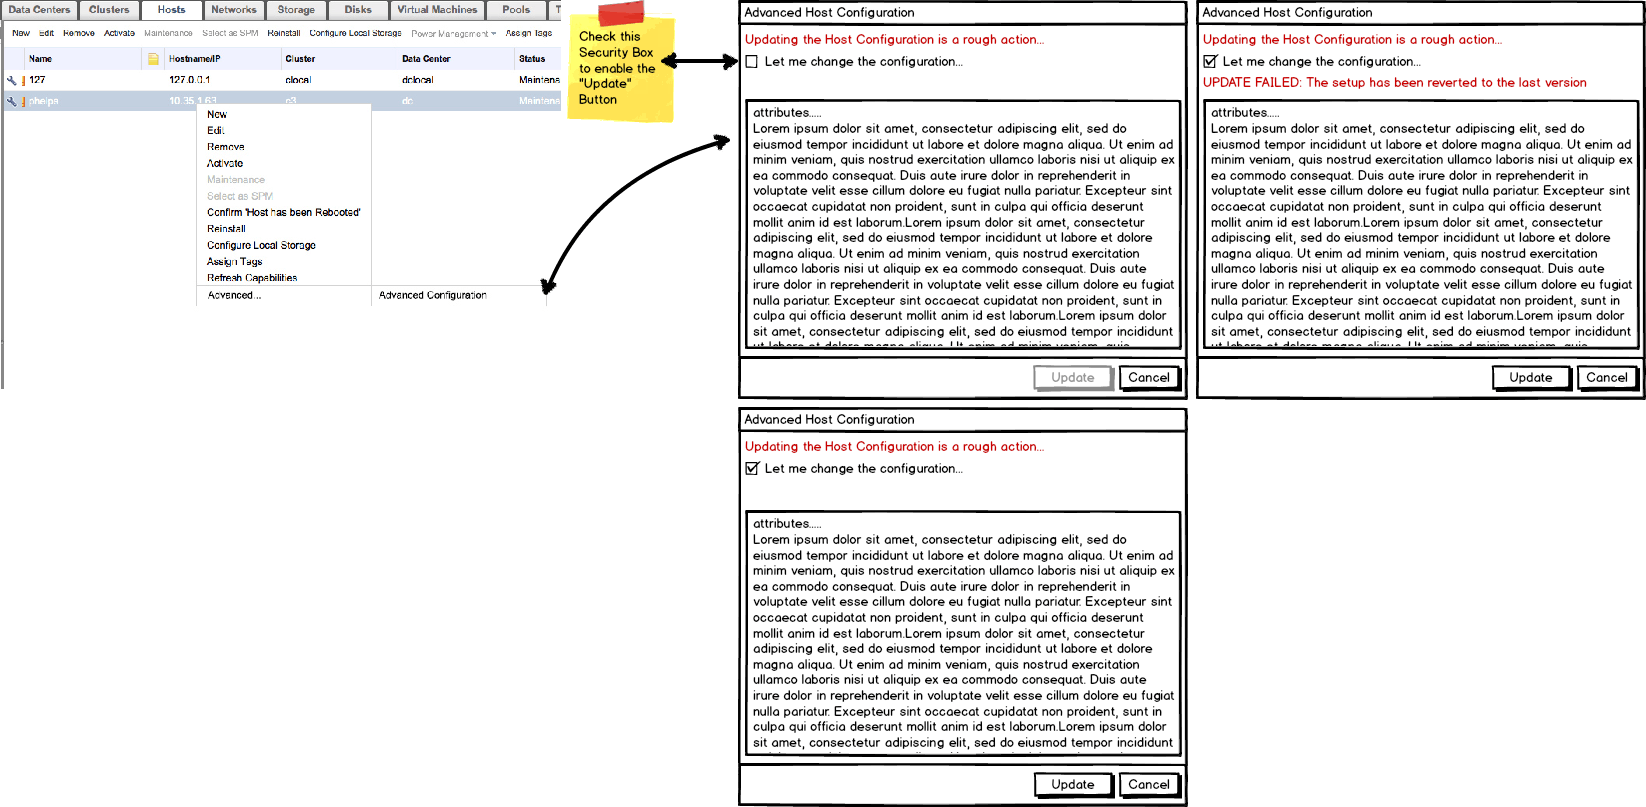 Data Centers Clusters Hosts Networks Storage Disks Virtual Machines Pools
New Edit Remove Activate Maintenance Select as SPM Reinstall Configure Local Storage Power Management Assign Tags
Name Hostname/IP Cluster Data Center Status
127 127.0.0.1 clocal dclocal Maintena
phelps 10.35.1.63 n3 dc Maintena
New
Edit
Remove
Activate
Maintenance
Select as SPM
Confirm 'Host has been Rebooted'
Reinstall
Configure Local Storage
Assign Tags
Refresh Capabilities
Advanced... Advanced Configuration
Check this
Security Box
to enable the
"Update"
Button
Advanced Host Configuration
Updating the Host Configuration is a rough action...
Let me change the configuration...
attributes.....
Lorem ipsum dolor sit amet, consectetur adipiscing elit, sed do
eiusmod tempor incididunt ut labore et dolore magna aliqua. Ut enim ad
minim veniam, quis nostrud exercitation ullamco laboris nisi ut aliquip ex
ea commodo consequat. Duis aute irure dolor in reprehenderit in
voluptate velit esse cillum dolore eu fugiat nulla pariatur. Excepteur sint
occaecat cupidatat non proident, sunt in culpa qui officia deserunt
mollit anim id est laborum.Lorem ipsum dolor sit amet, consectetur
adipiscing elit, sed do eiusmod tempor incididunt ut labore et dolore
magna aliqua. Ut enim ad minim veniam, quis nostrud exercitation
ullamco laboris nisi ut aliquip ex ea commodo consequat. Duis aute
irure dolor in reprehenderit in voluptate velit esse cillum dolore eu fugiat
nulla pariatur. Excepteur sint occaecat cupidatat non proident, sunt in
culpa qui officia deserunt mollit anim id est laborum.Lorem ipsum dolor
sit amet, consectetur adipiscing elit, sed do eiusmod tempor incididunt
ut labore et dolore magna aliqua. Ut enim ad minim veniam, quis
Update Cancel
Advanced Host Configuration
Updating the Host Configuration is a rough action...
Let me change the configuration...
UPDATE FAILED: The setup has been reverted to the last version
attributes.....
Lorem ipsum dolor sit amet, consectetur adipiscing elit, sed do
eiusmod tempor incididunt ut labore et dolore magna aliqua. Ut enim ad
minim veniam, quis nostrud exercitation ullamco laboris nisi ut aliquip ex
ea commodo consequat. Duis aute irure dolor in reprehenderit in
voluptate velit esse cillum dolore eu fugiat nulla pariatur. Excepteur sint
occaecat cupidatat non proident, sunt in culpa qui officia deserunt
mollit anim id est laborum.Lorem ipsum dolor sit amet, consectetur
adipiscing elit, sed do eiusmod tempor incididunt ut labore et dolore
magna aliqua. Ut enim ad minim veniam, quis nostrud exercitation
ullamco laboris nisi ut aliquip ex ea commodo consequat. Duis aute
irure dolor in reprehenderit in voluptate velit esse cillum dolore eu fugiat
nulla pariatur. Excepteur sint occaecat cupidatat non proident, sunt in
culpa qui officia deserunt mollit anim id est laborum.Lorem ipsum dolor
sit amet, consectetur adipiscing elit, sed do eiusmod tempor incididunt
ut labore et dolore magna aliqua. Ut enim ad minim veniam, quis
Update Cancel
Advanced Host Configuration
Updating the Host Configuration is a rough action...
Let me change the configuration...
attributes.....
Lorem ipsum dolor sit amet, consectetur adipiscing elit, sed do
eiusmod tempor incididunt ut labore et dolore magna aliqua. Ut enim ad
minim veniam, quis nostrud exercitation ullamco laboris nisi ut aliquip ex
ea commodo consequat. Duis aute irure dolor in reprehenderit in
voluptate velit esse cillum dolore eu fugiat nulla pariatur. Excepteur sint
occaecat cupidatat non proident, sunt in culpa qui officia deserunt
mollit anim id est laborum.Lorem ipsum dolor sit amet, consectetur
adipiscing elit, sed do eiusmod tempor incididunt ut labore et dolore
magna aliqua. Ut enim ad minim veniam, quis nostrud exercitation
ullamco laboris nisi ut aliquip ex ea commodo consequat. Duis aute
irure dolor in reprehenderit in voluptate velit esse cillum dolore eu fugiat
nulla pariatur. Excepteur sint occaecat cupidatat non proident, sunt in
culpa qui officia deserunt mollit anim id est laborum.Lorem ipsum dolor
sit amet, consectetur adipiscing elit, sed do eiusmod tempor incididunt
Update Cancel